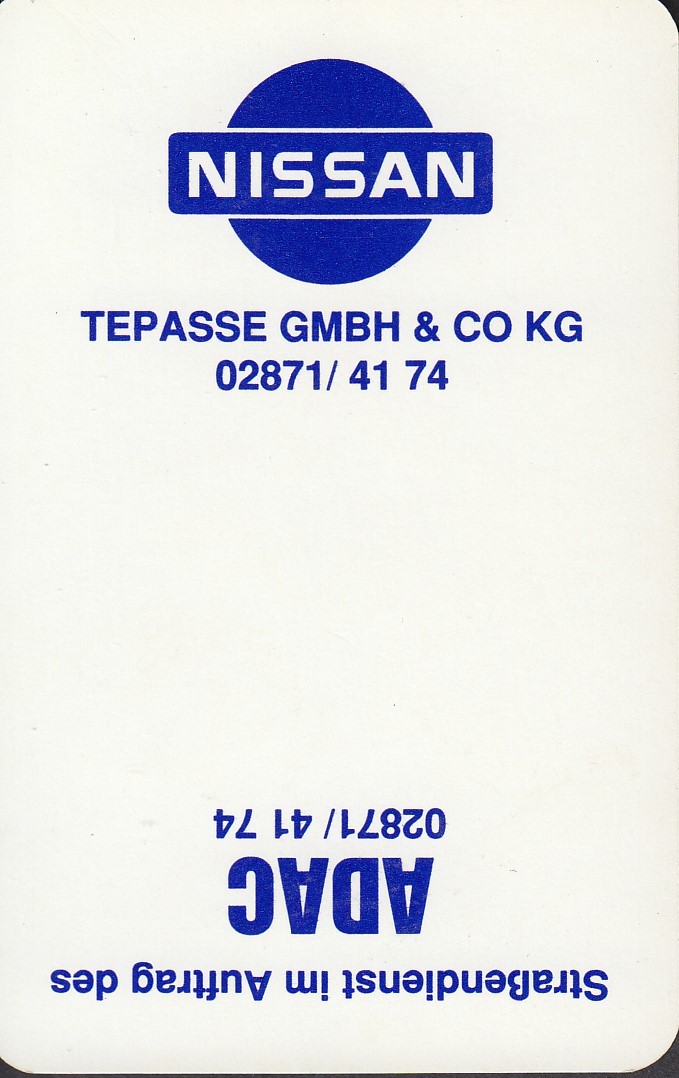 NISSAN
TEPASSE GMBH & CO KG
02871/ 41 74
Straßendienst im Auftrag des
ADAC
02871/ 41 74